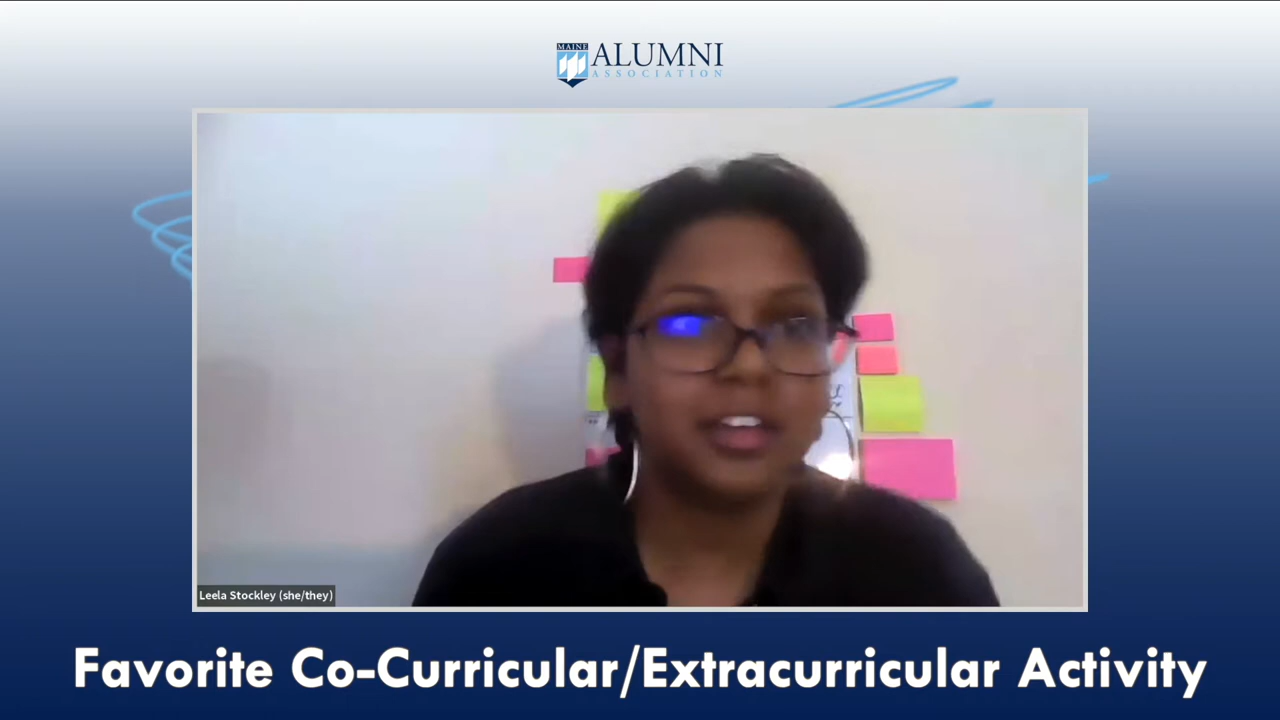 MAINE
ALUMNI
ASSOCIATION
Leela Stockley (she/they)
Favorite Co-Curricular/Extracurricular Activity